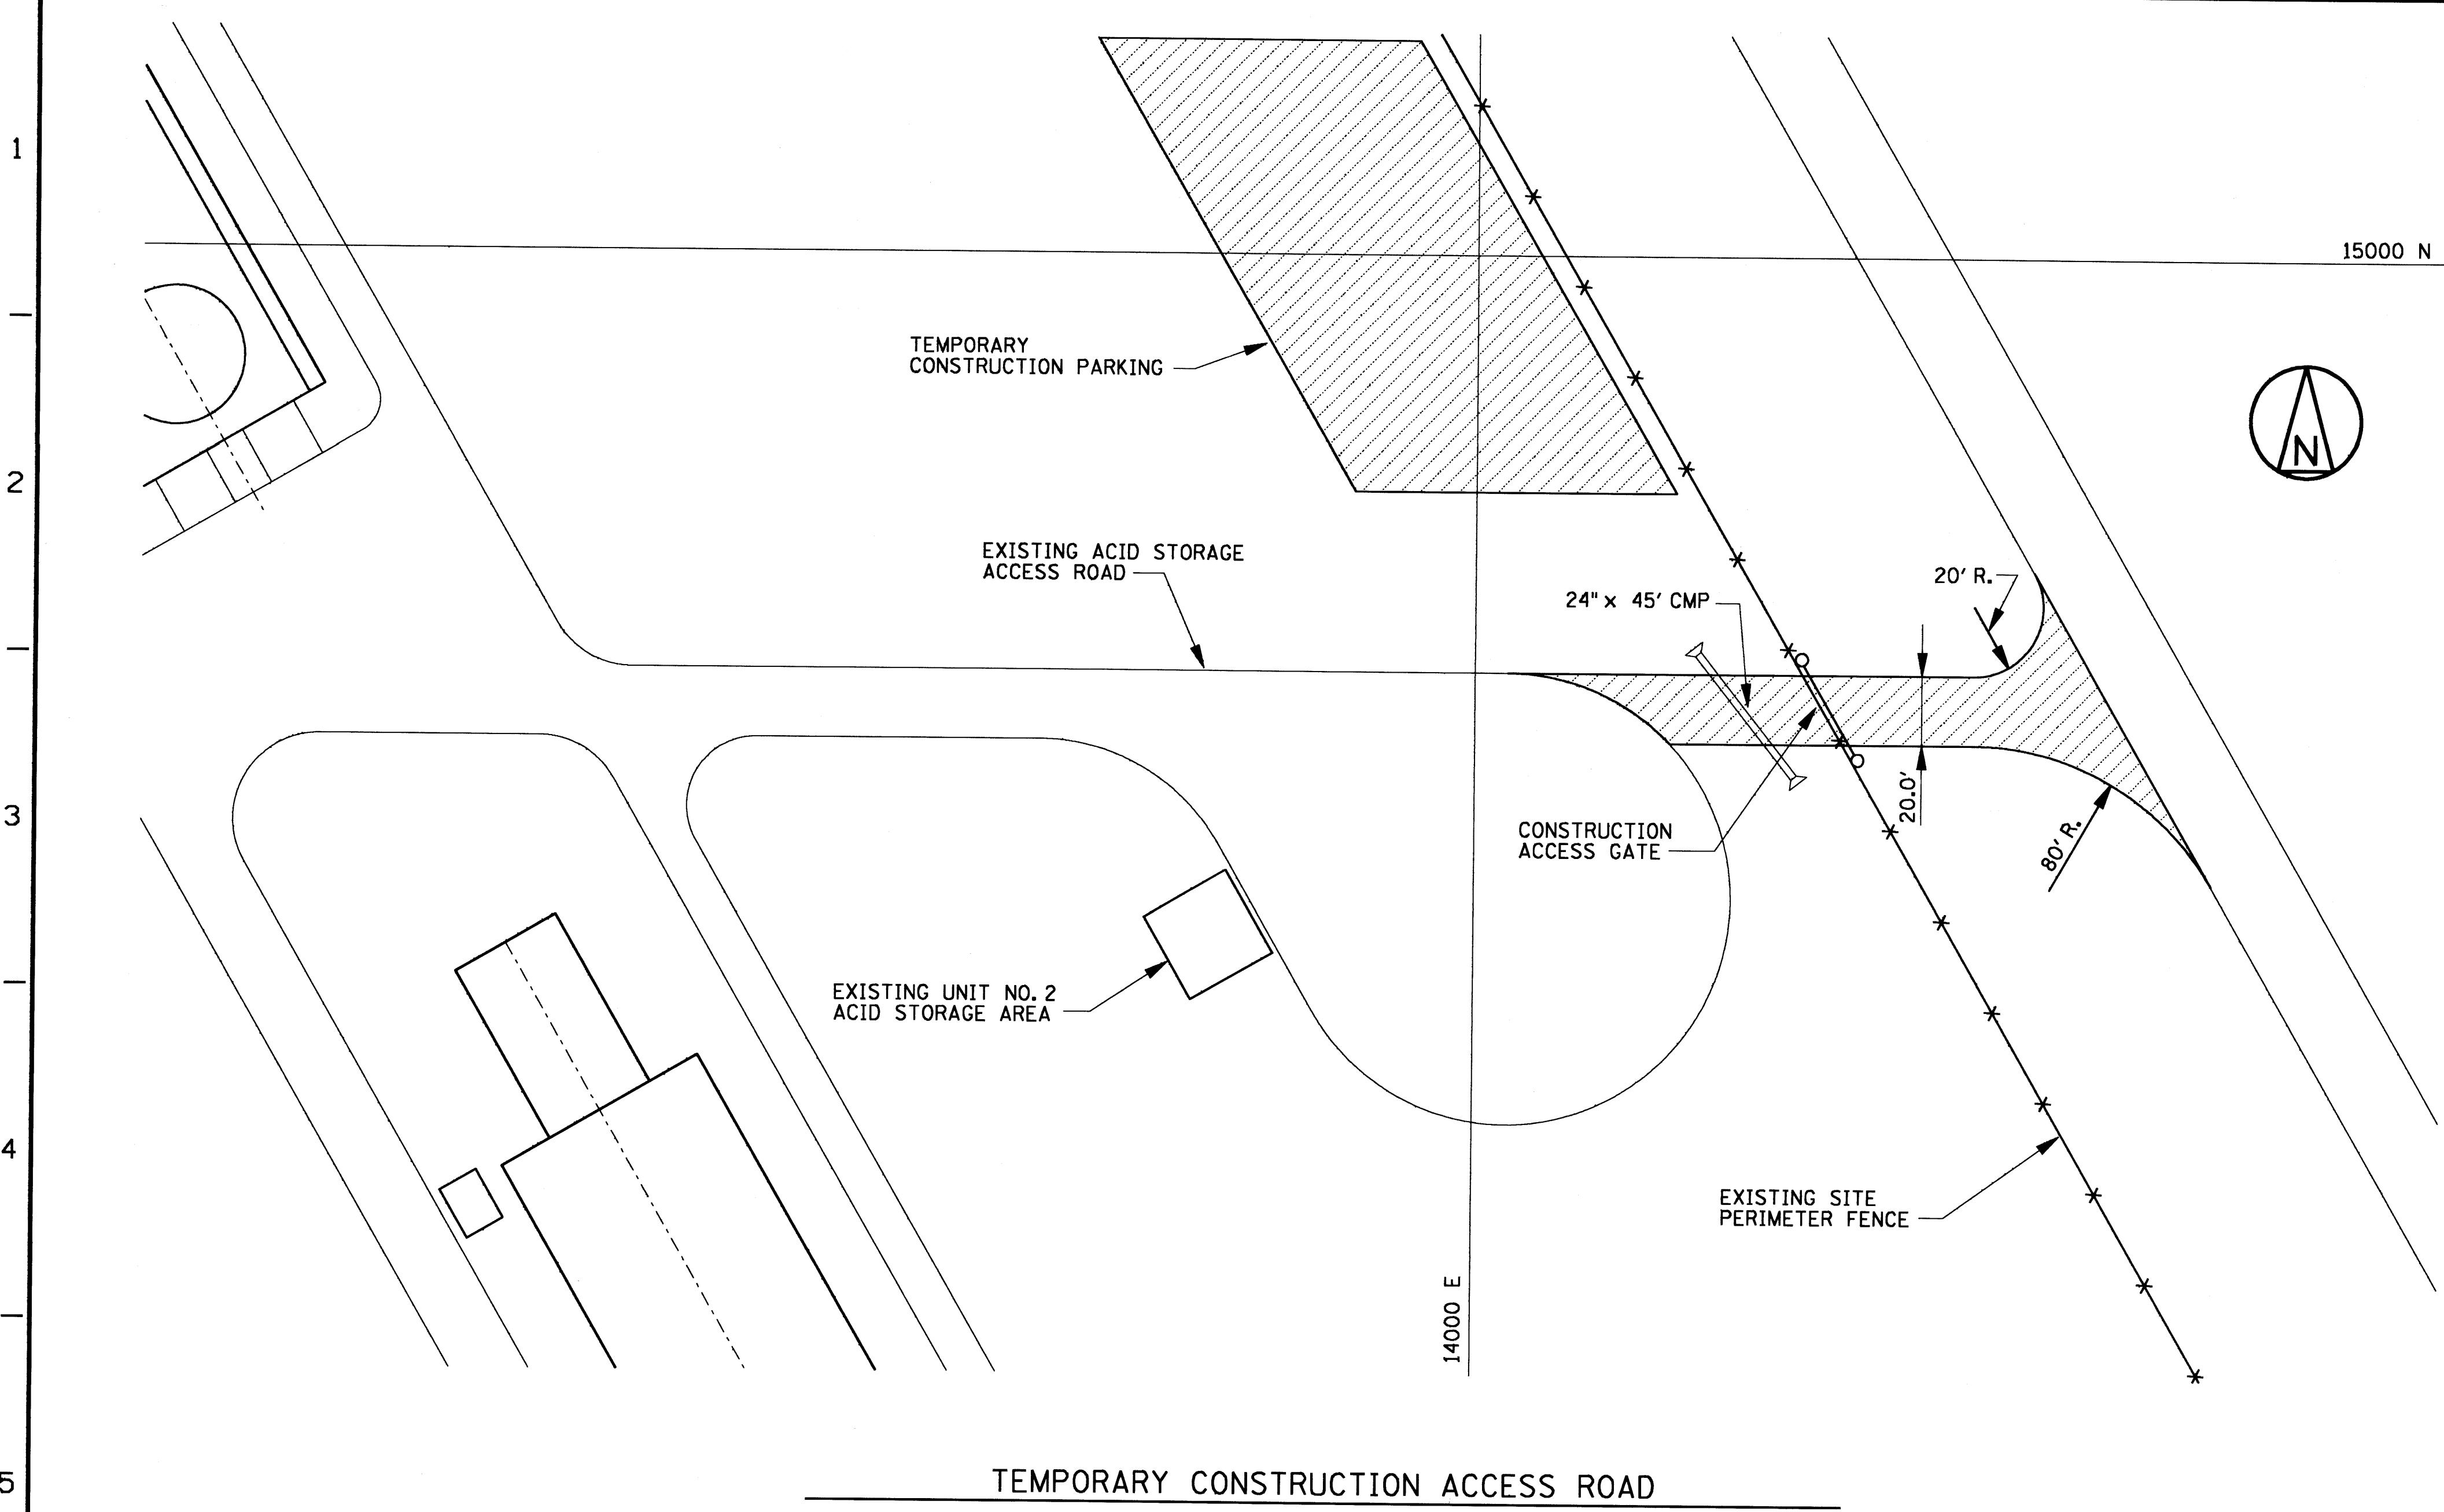 1
15000 N
TEMPORARY
CONSTRUCTION PARKING
N
2
EXISTING ACID STORAGE
ACCESS ROAD
20' R.
24" x 45' CMP
3
20.0'
CONSTRUCTION
ACCESS GATE
80' R.
EXISTING UNIT NO. 2
ACID STORAGE AREA
4
EXISTING SITE
PERIMETER FENCE
14000 E
5
TEMPORARY CONSTRUCTION ACCESS ROAD